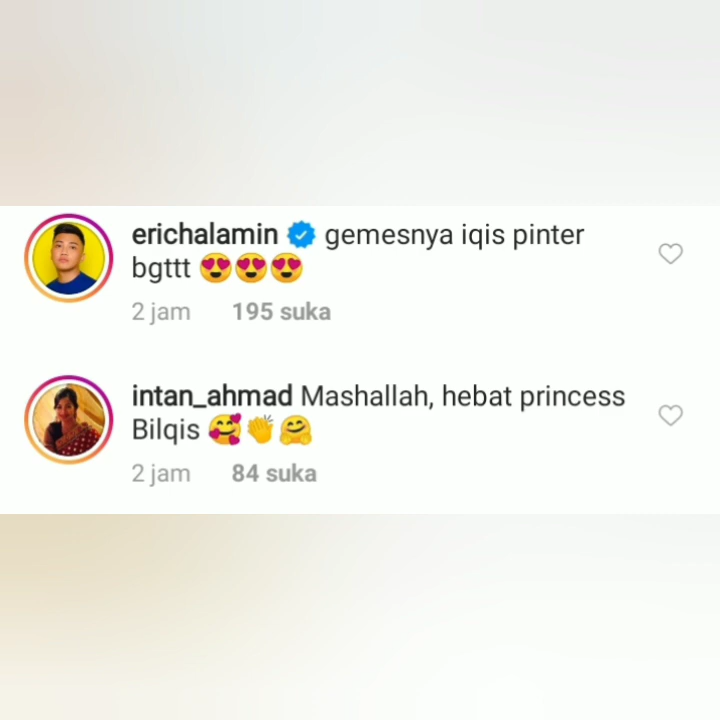 erichalamin gemesnya iqis pinter
bgttt 😍😍😍
2 jam 195 suka
intan_ahmad Mashallah, hebat princess
Bilqis 🥰👏🤗
2 jam 84 suka